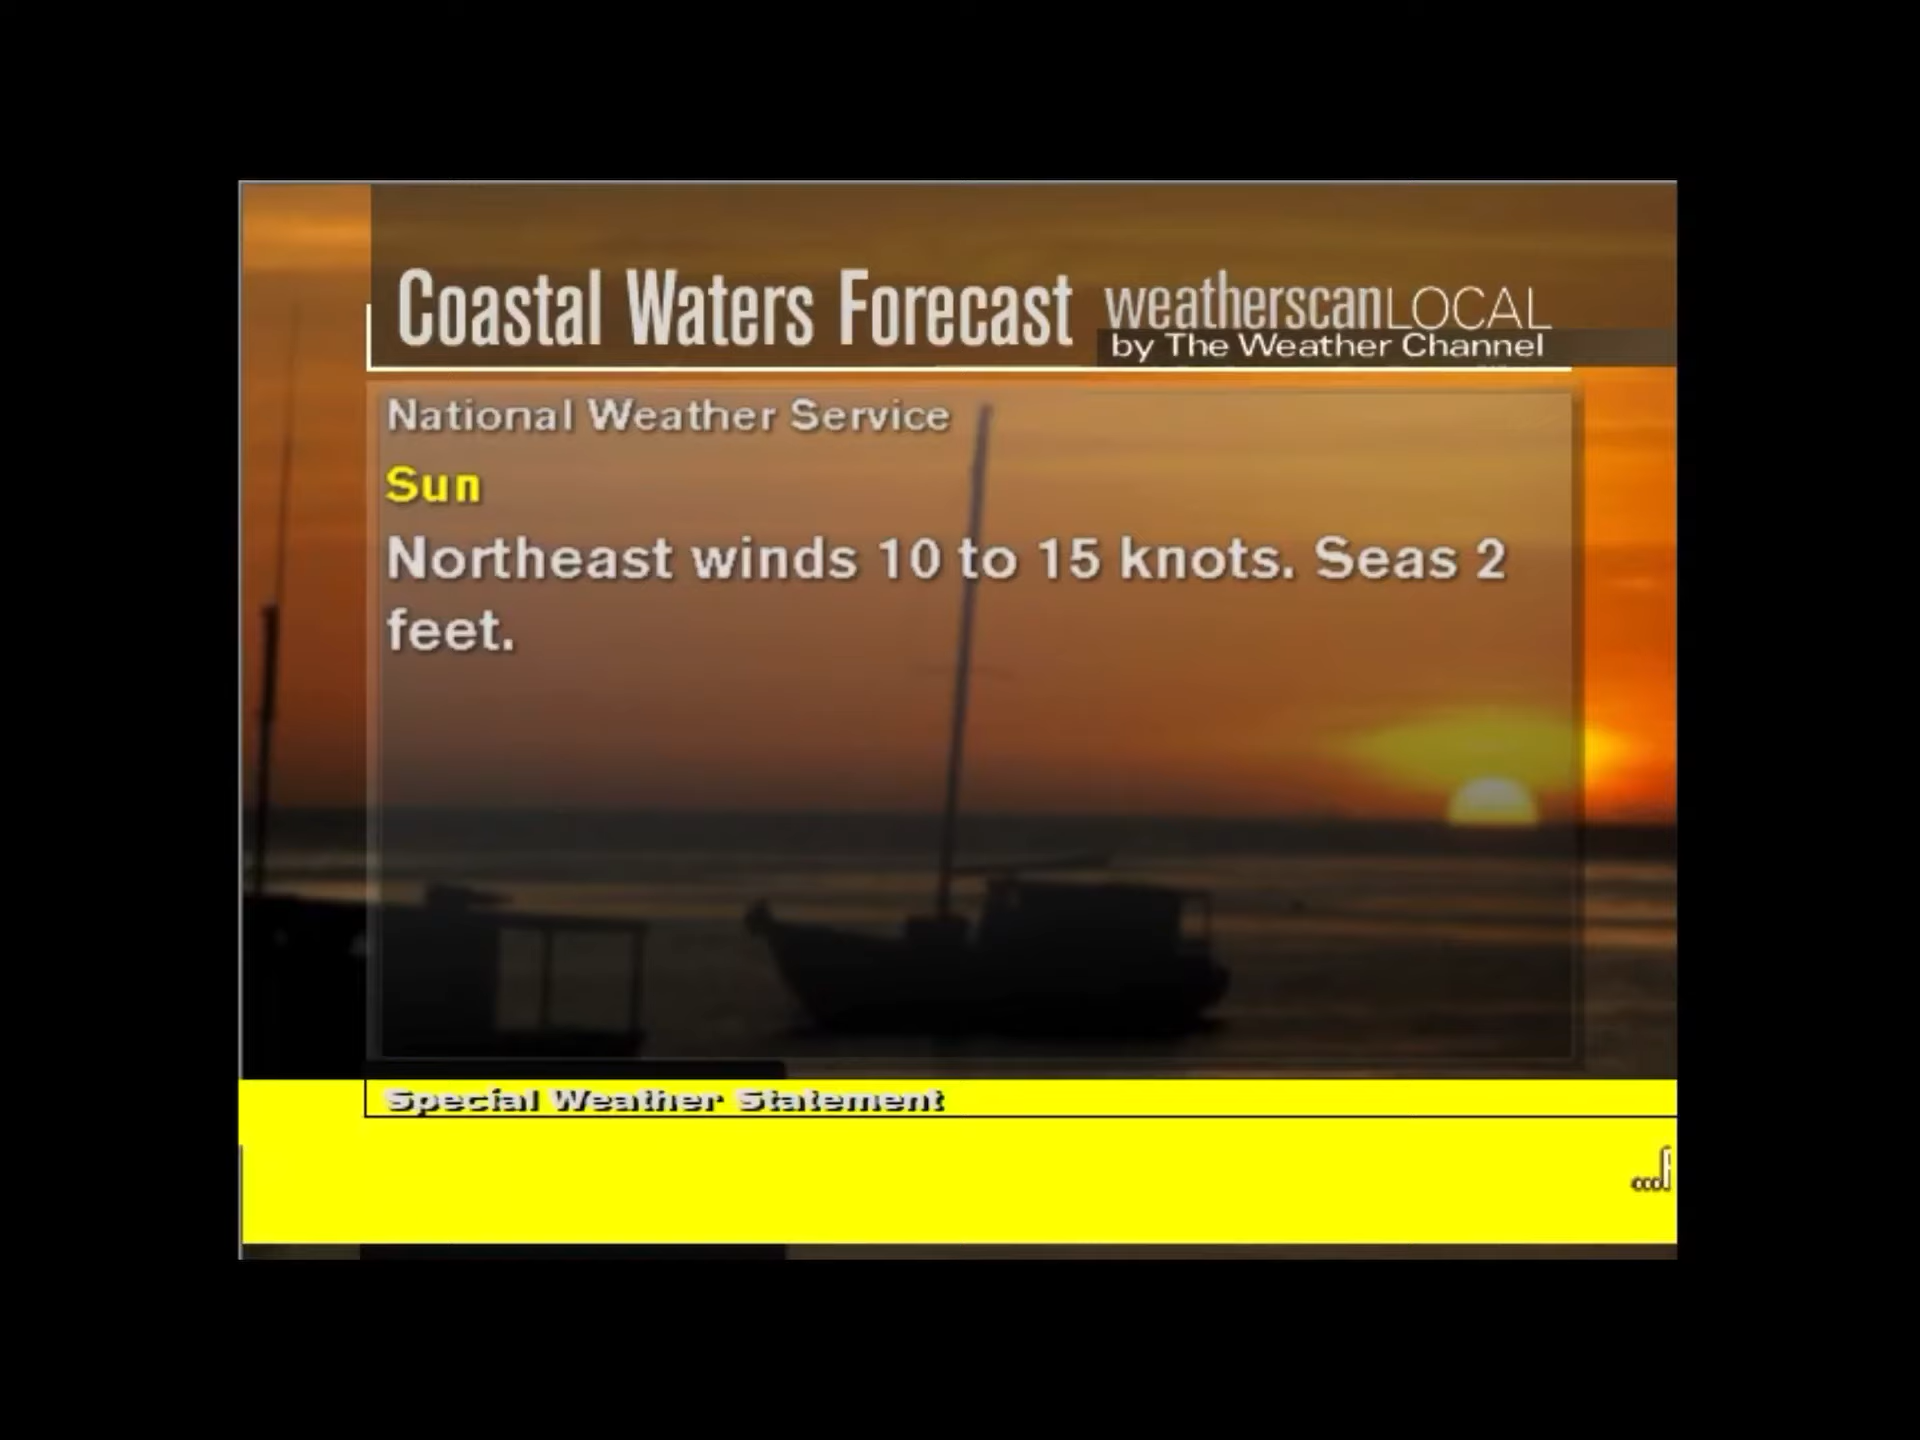 Coastal Waters Forecast
weatherscanLOCAL
by The Weather Channel
National Weather Service
Sun
Northeast winds 10 to 15 knots. Seas 2
feet.
Special Weather Statement
...